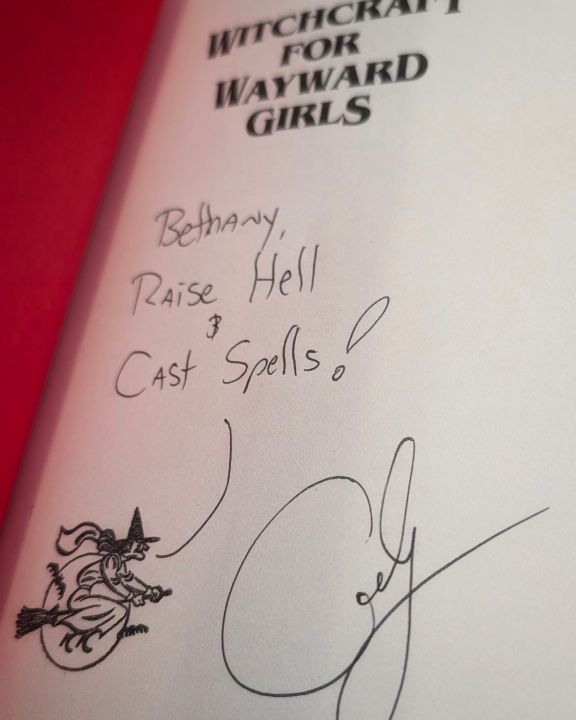 WITCHCRAFT
FOR
WAYWARD
GIRLS
Bethany,
Raise Hell
&
Cast Spells!